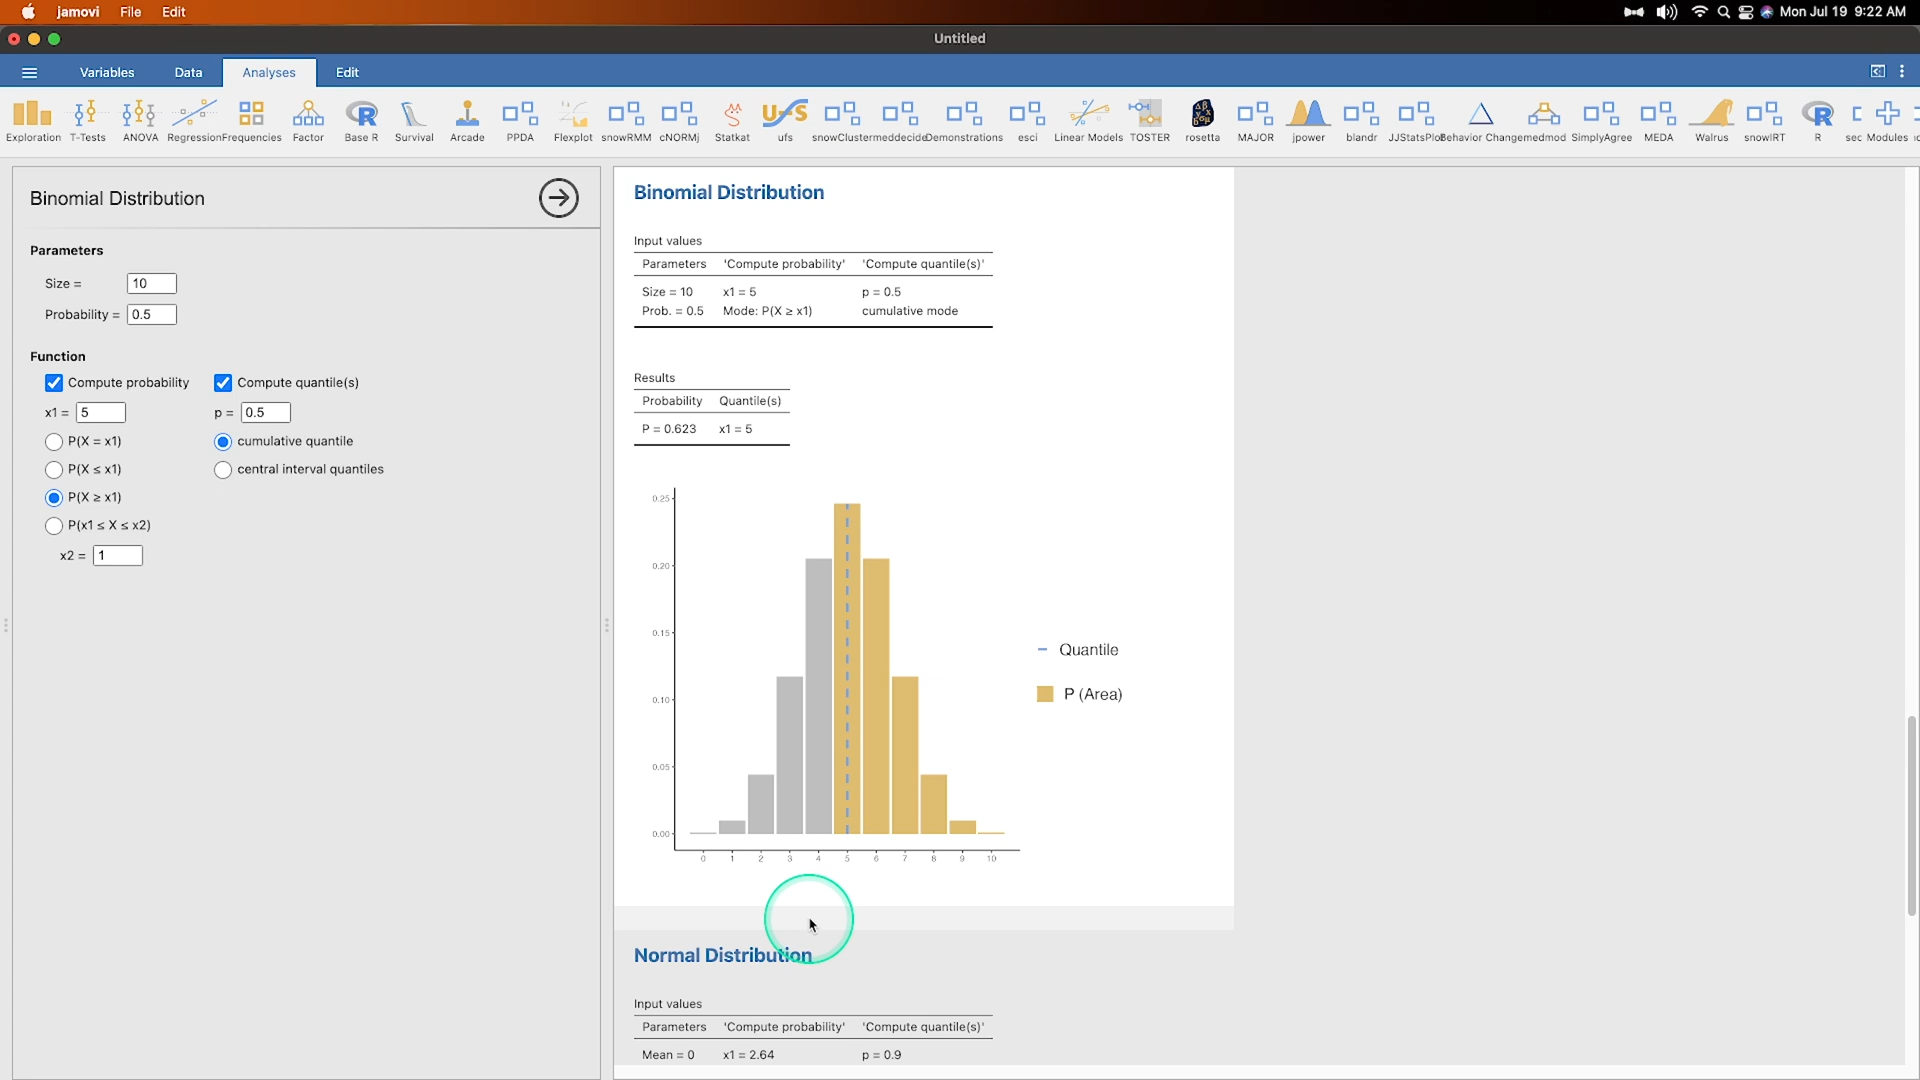 jamovi File Edit Mon Jul 19 9:22 AM
Untitled
Variables Data Analyses Edit
Exploration T-Tests ANOVA Regression Frequencies Factor Base R Survival Arcade PPDA Flexplot snowRMM cNORMj Statkat ufs snowCluster meddecide Demonstrations esci Linear Models TOSTER rosetta MAJOR jpower blandr JJStatsPlot Behavior Change medmod SimplyAgree MEDA Walrus snowIRT R sec Modules
Binomial Distribution
Parameters
Size = 10
Probability = 0.5
Function
Compute probability Compute quantile(s)
x1 = 5 p = 0.5
P(X = x1) cumulative quantile
P(X ≤ x1) central interval quantiles
P(X ≥ x1)
P(x1 ≤ X ≤ x2)
x2 = 1
Binomial Distribution
Input values
Parameters 'Compute probability' 'Compute quantile(s)'
Size = 10 x1 = 5 p = 0.5
Prob. = 0.5 Mode: P(X ≥ x1) cumulative mode
Results
Probability Quantile(s)
P = 0.623 x1 = 5
0.25
0.20
0.15
0.10
0.05
0.00
0 1 2 3 4 5 6 7 8 9 10
Quantile
P (Area)
Normal Distribution
Input values
Parameters 'Compute probability' 'Compute quantile(s)'
Mean = 0 x1 = 2.64 p = 0.9